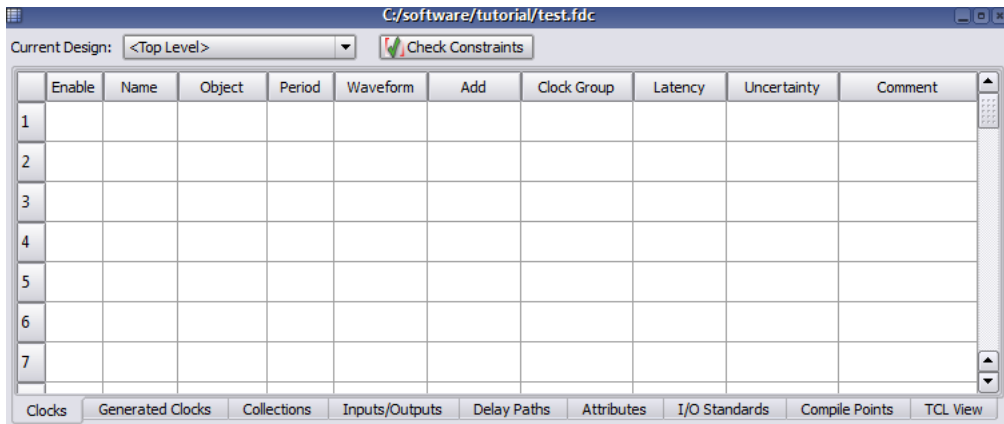 C:/software/tutorial/test.fdc
Current Design: <Top Level> Check Constraints
Enable Name Object Period Waveform Add Clock Group Latency Uncertainty Comment
1
2
3
4
5
6
7
Clocks Generated Clocks Collections Inputs/Outputs Delay Paths Attributes I/O Standards Compile Points TCL View